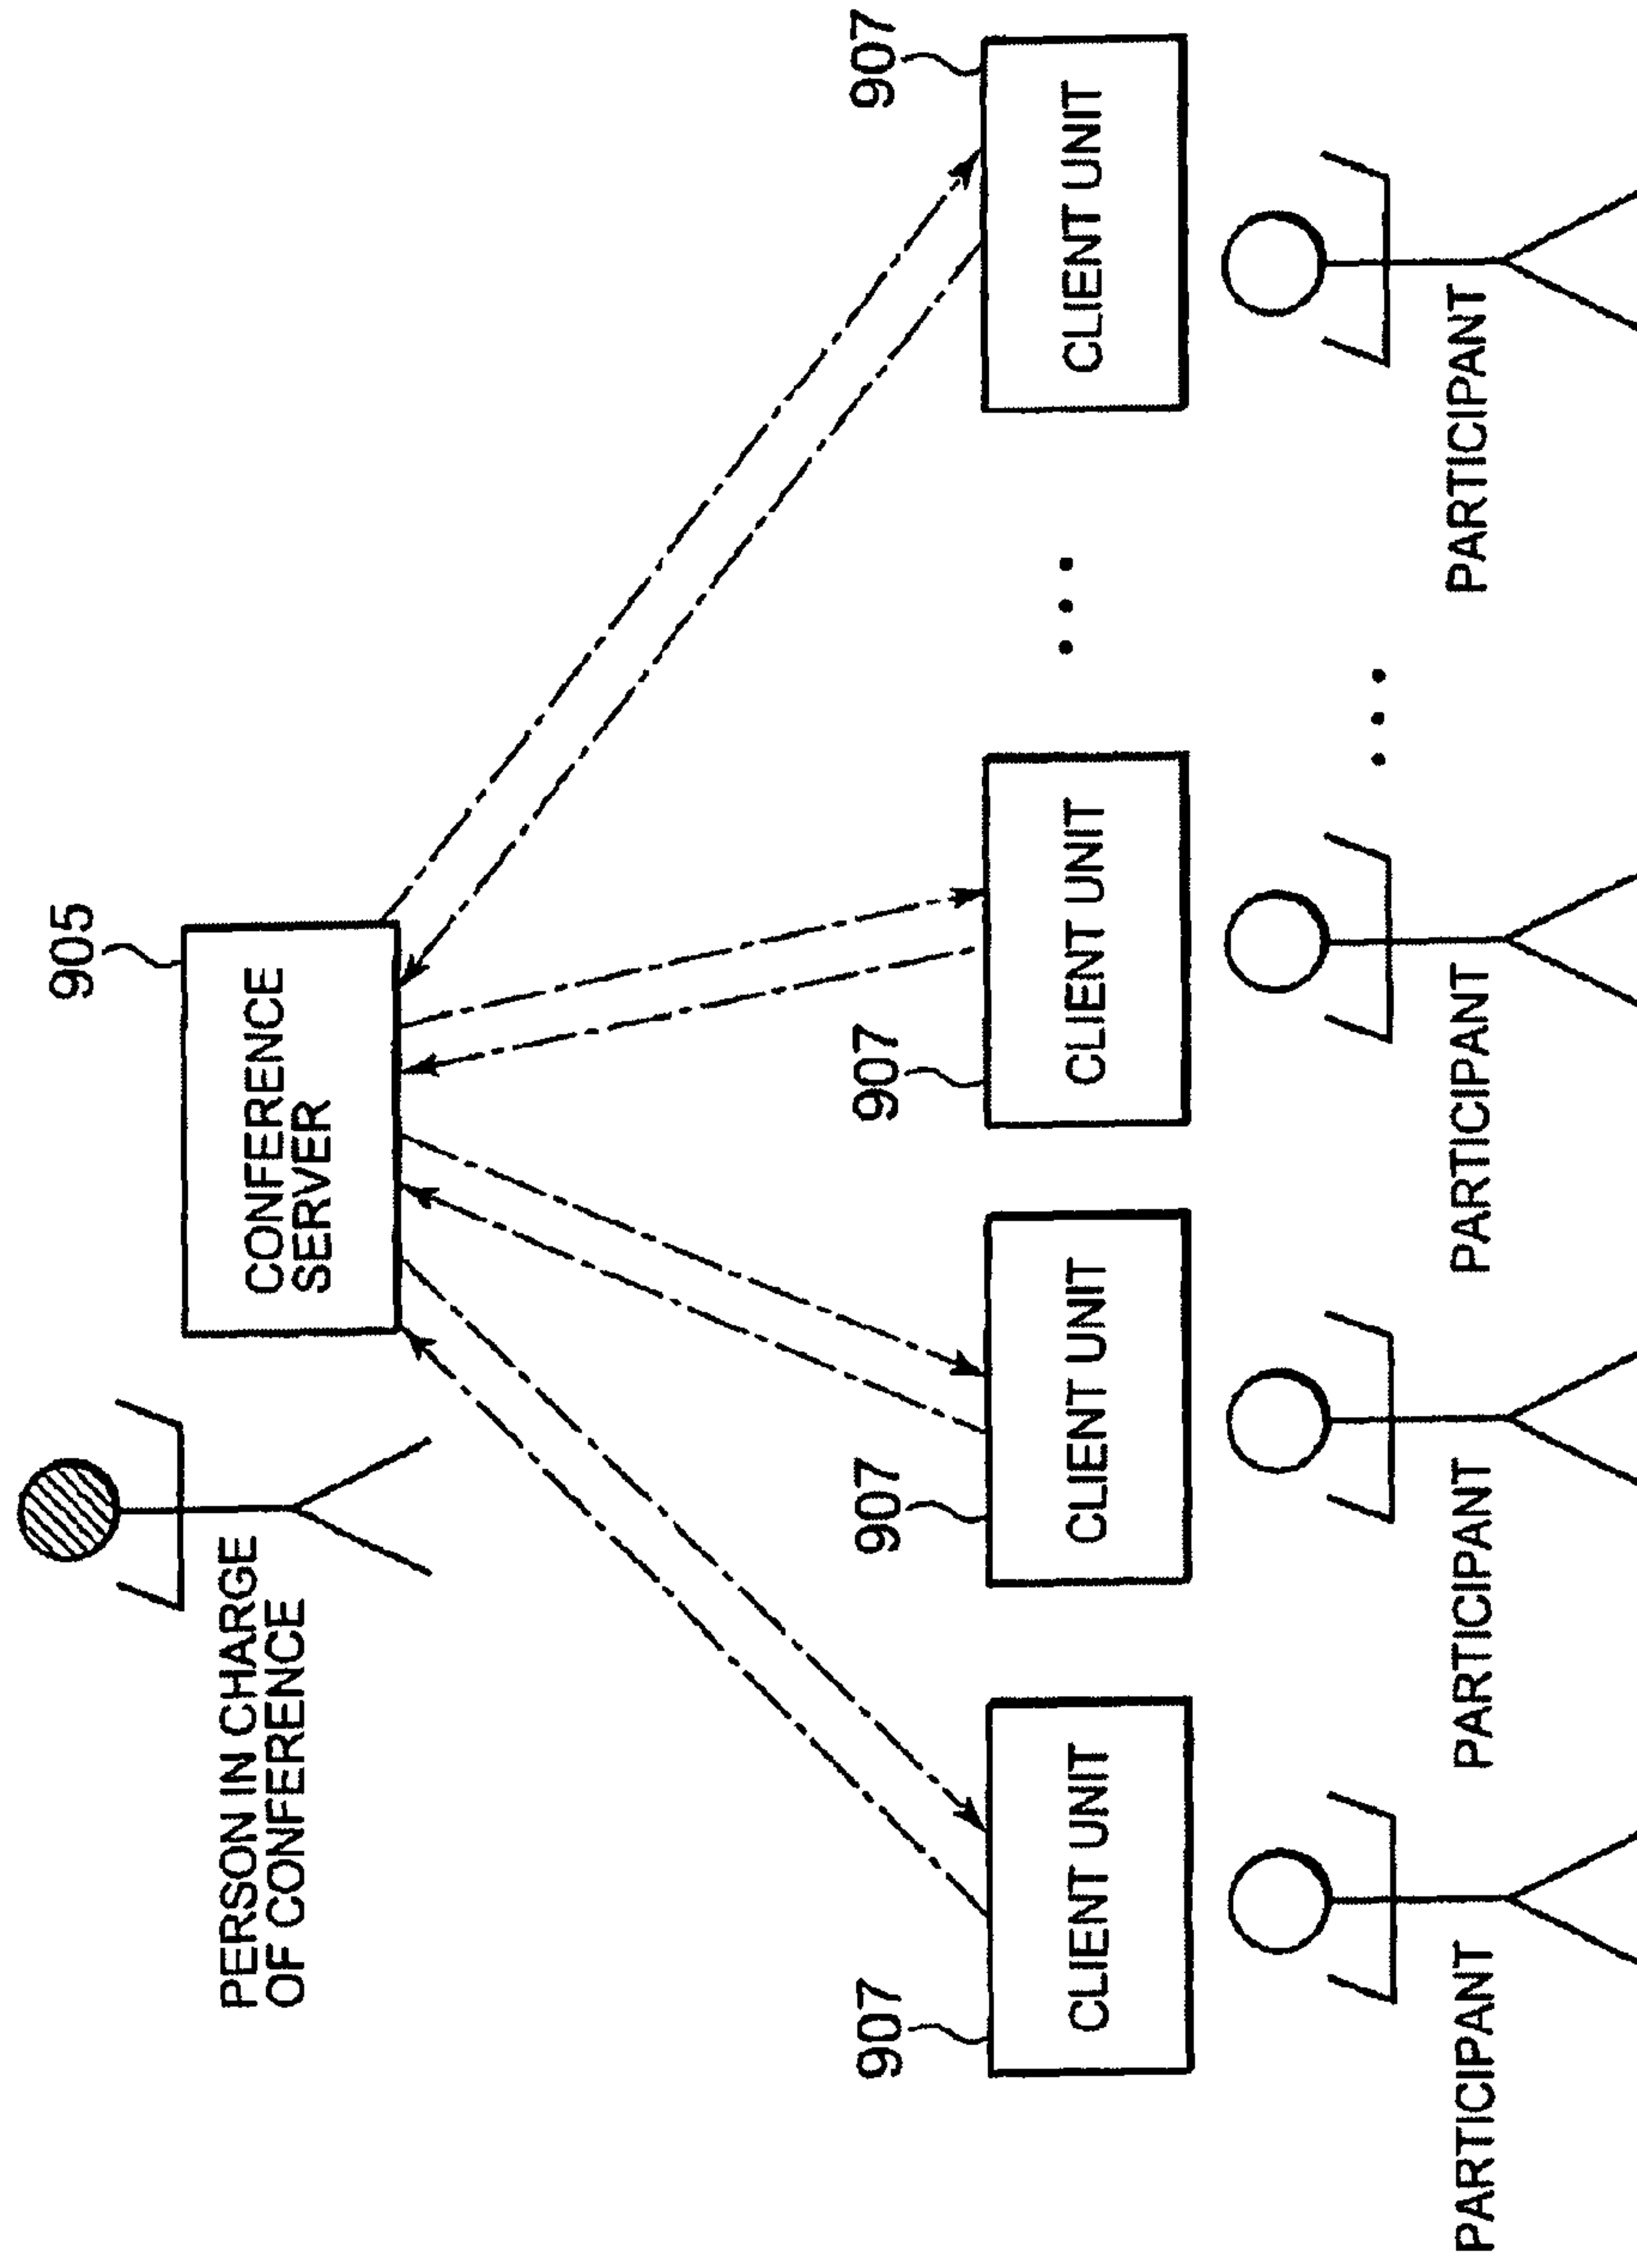 PERSON IN CHARGE
OF CONFERENCE
905
CONFERENCE
SERVER
907
907
907
907
CLIENT UNIT
CLIENT UNIT
CLIENT UNIT
CLIENT UNIT
PARTICIPANT
PARTICIPANT
PARTICIPANT
PARTICIPANT